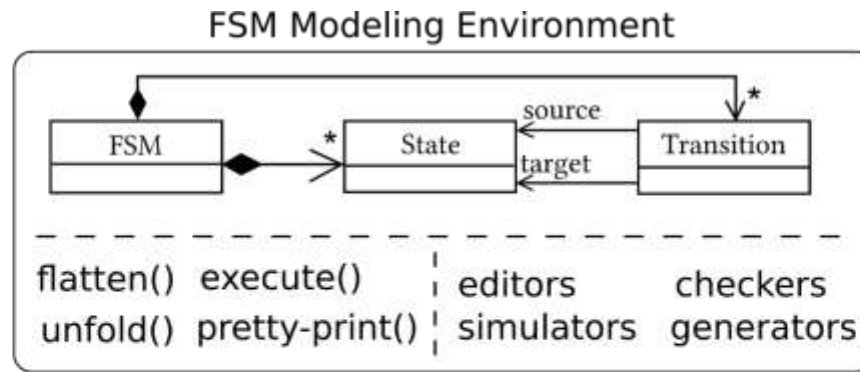 FSM Modeling Environment
*
source
FSM
*
State
Transition
target
flatten() execute() editors checkers
unfold() pretty-print() simulators generators